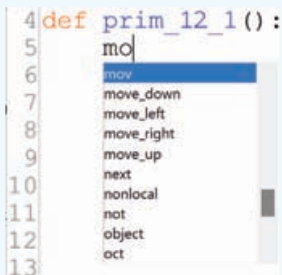 4 def prim_12_1():
5 mo
6 mov
7 move_down
move_left
8 move_right
9 move_up
10 next
nonlocal
11 not
12 object
13 oct